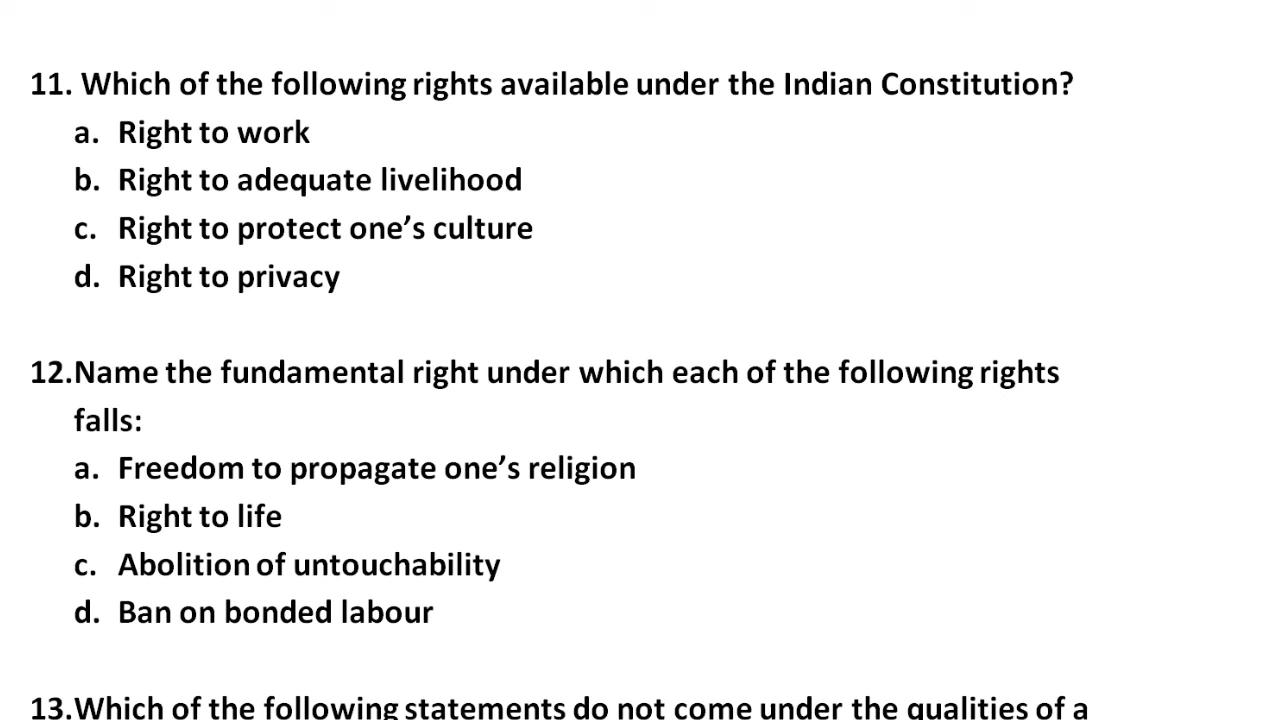 11. Which of the following rights available under the Indian Constitution?
a. Right to work
b. Right to adequate livelihood
c. Right to protect one’s culture
d. Right to privacy
12.Name the fundamental right under which each of the following rights
falls:
a. Freedom to propagate one’s religion
b. Right to life
c. Abolition of untouchability
d. Ban on bonded labour
13.Which of the following statements do not come under the qualities of a